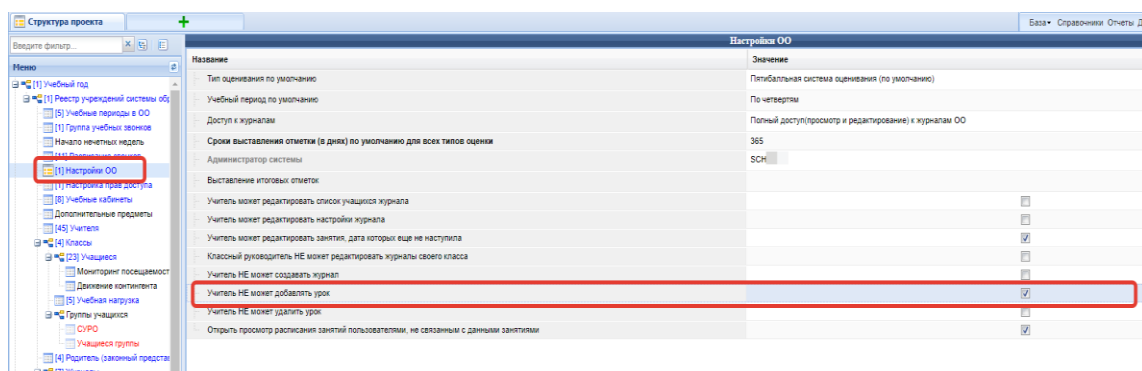 Структура проекта
База Справочники Отчеты Д
Введите фильтр...
Меню
[1] Учебный год
[1] Реестр учреждений системы обр
[5] Учебные периоды в ОО
[1] Группа учебных звонков
Начало нечетных недель
[1] Настройки ОО
[1] Настройка прав доступа
[8] Учебные кабинеты
Дополнительные предметы
[45] Учителя
[4] Классы
[23] Учащиеся
Мониторинг посещаемост
Движение контингента
[5] Учебная нагрузка
Группы учащихся
СУРО
Учащиеся группы
[4] Родитель (законный представ
Настройки ОО
Название Значение
Тип оценивания по умолчанию Пятибалльная система оценивания (по умолчанию)
Учебный период по умолчанию По четвертям
Доступ к журналам Полный доступ(просмотр и редактирование) к журналам ОО
Сроки выставления отметки (в днях) по умолчанию для всех типов оценки 365
Администратор системы SCH
Выставление итоговых отметок
Учитель может редактировать список учащихся журнала
Учитель может редактировать настройки журнала
Учитель может редактировать занятия, дата которых еще не наступила
Классный руководитель НЕ может редактировать журналы своего класса
Учитель НЕ может создавать журнал
Учитель НЕ может добавлять урок
Учитель НЕ может удалить урок
Открыть просмотр расписания занятий пользователями, не связанным с данными занятиями